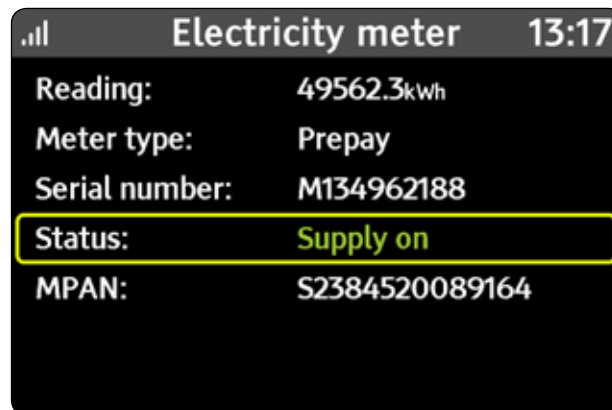 Electricity meter 13:17
Reading: 49562.3kWh
Meter type: Prepay
Serial number: M134962188
Status: Supply on
MPAN: S2384520089164